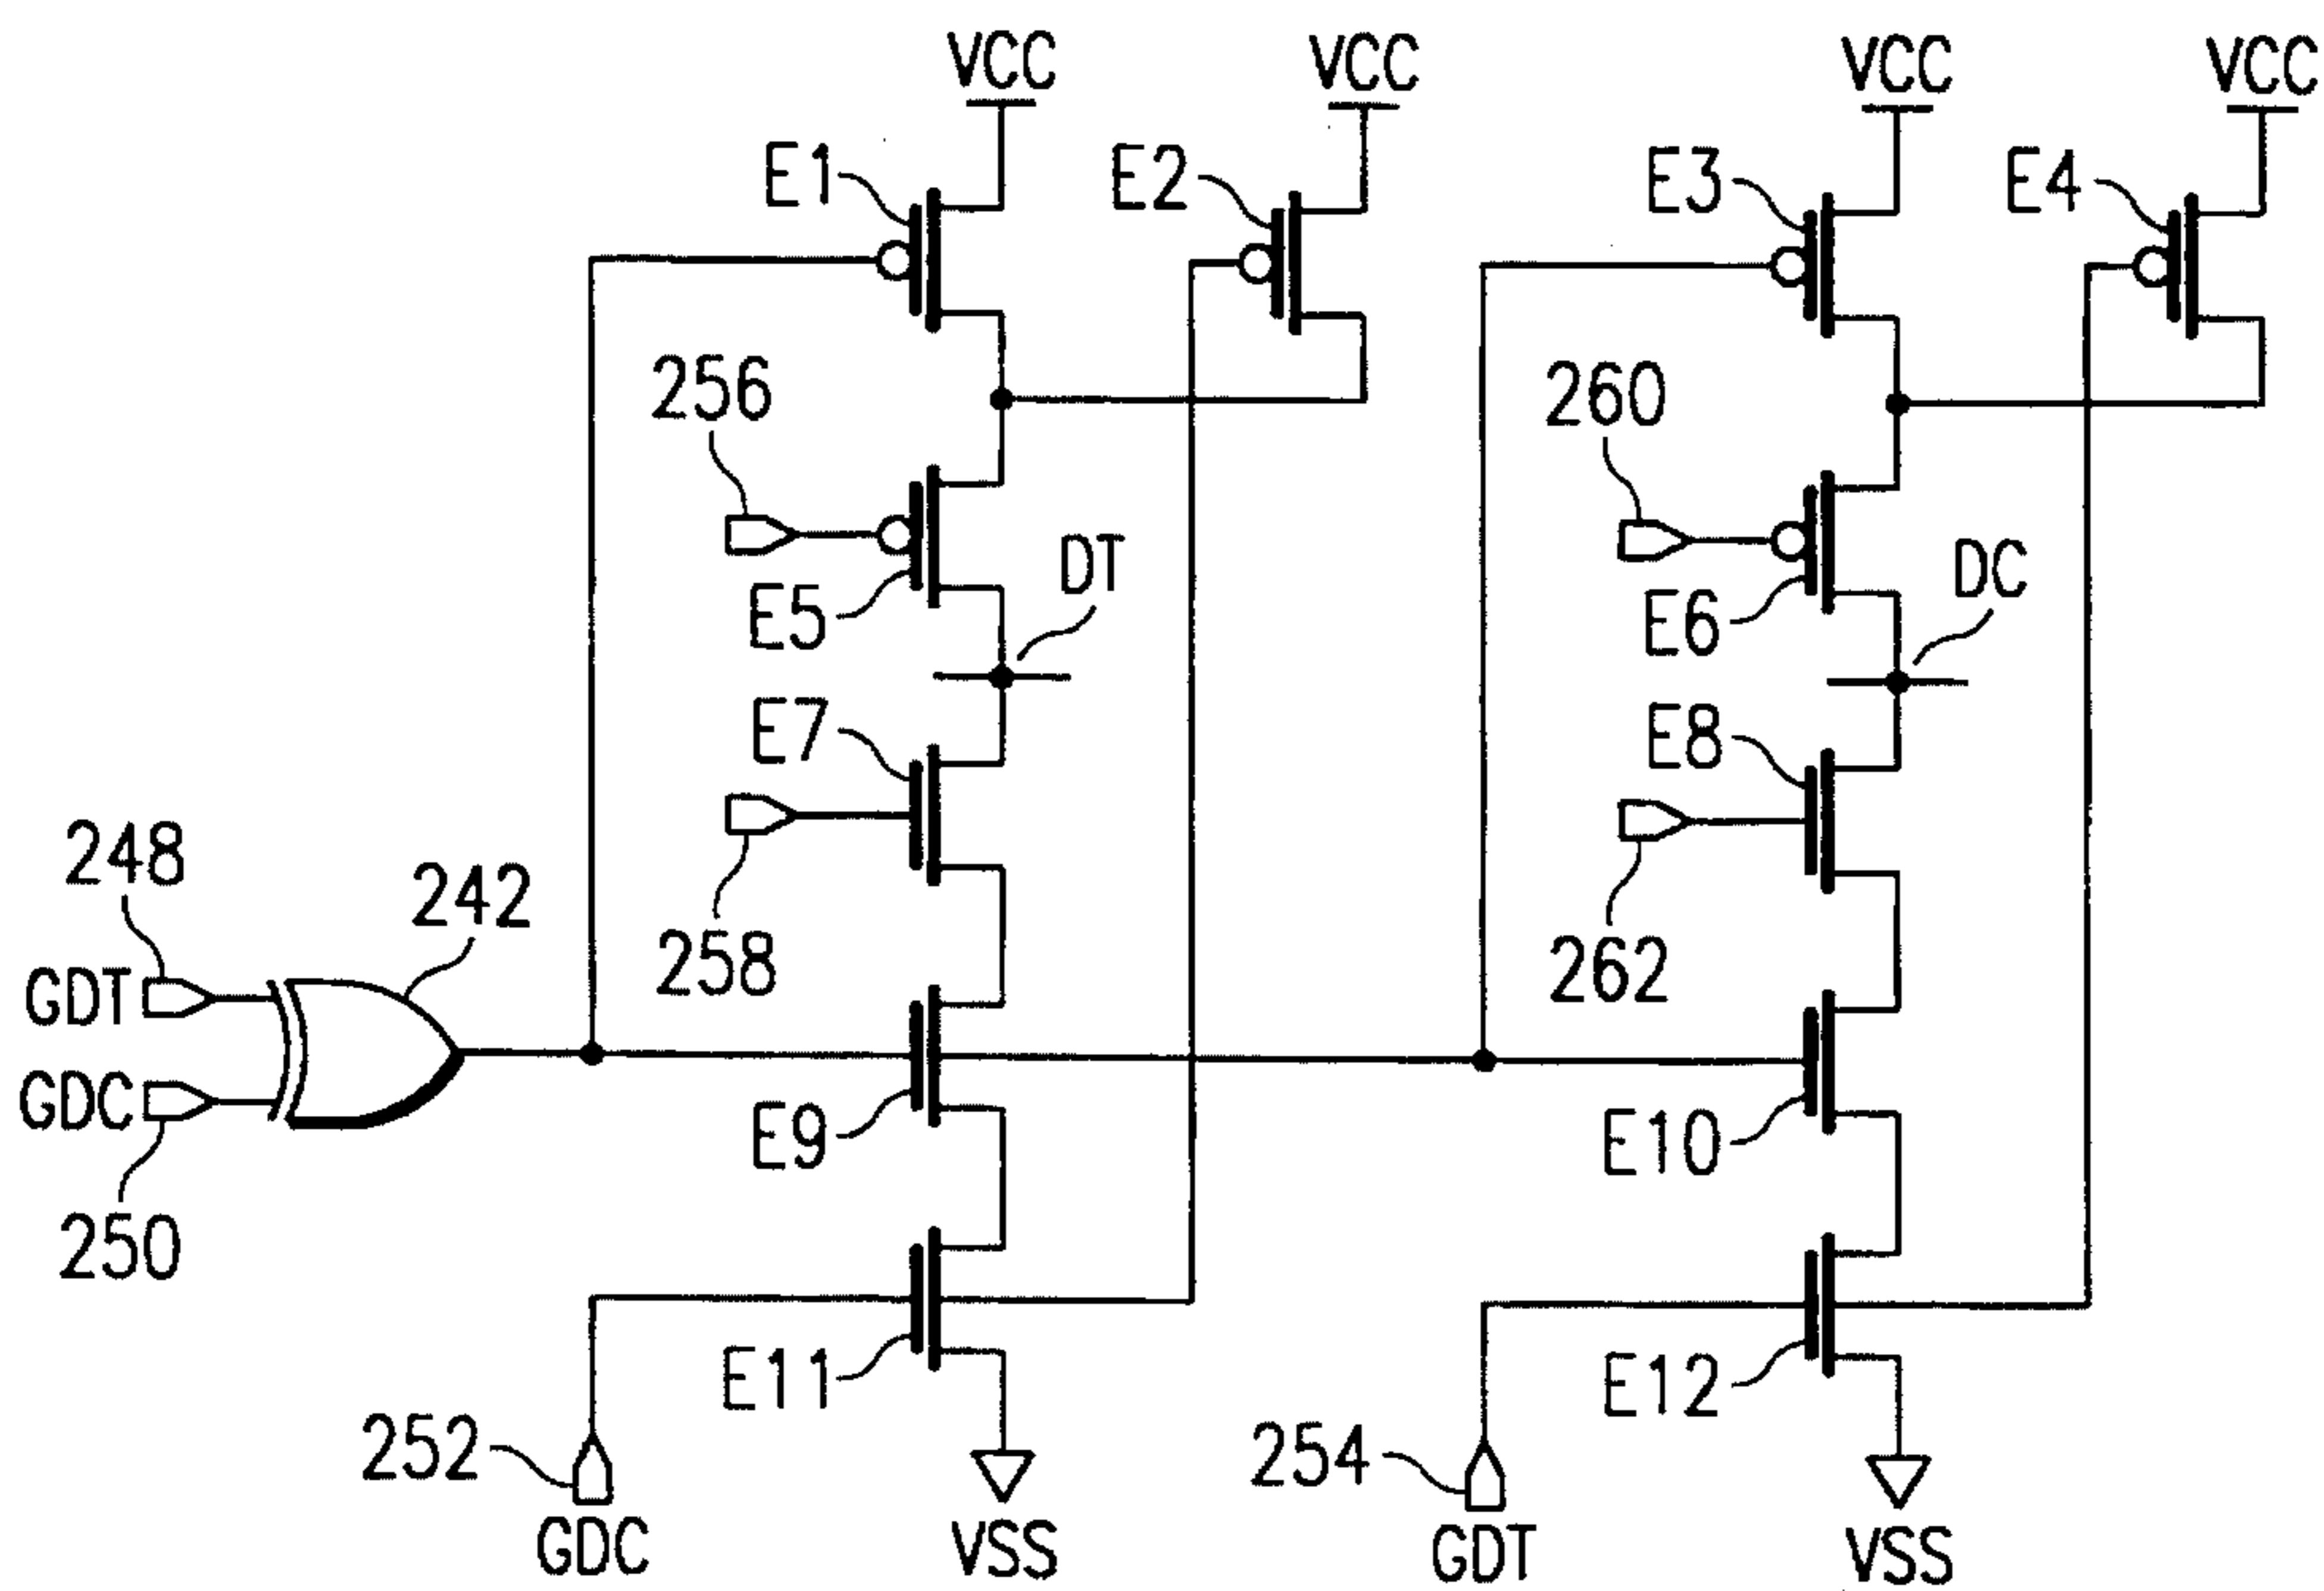 VCC
VCC
VCC
VCC
E1
E2
E3
E4
256
260
E5
DT
E6
DC
E7
E8
248
242
258
262
GDT
GDC
E9
E10
250
E11
E12
252
254
GDC
VSS
GDT
VSS